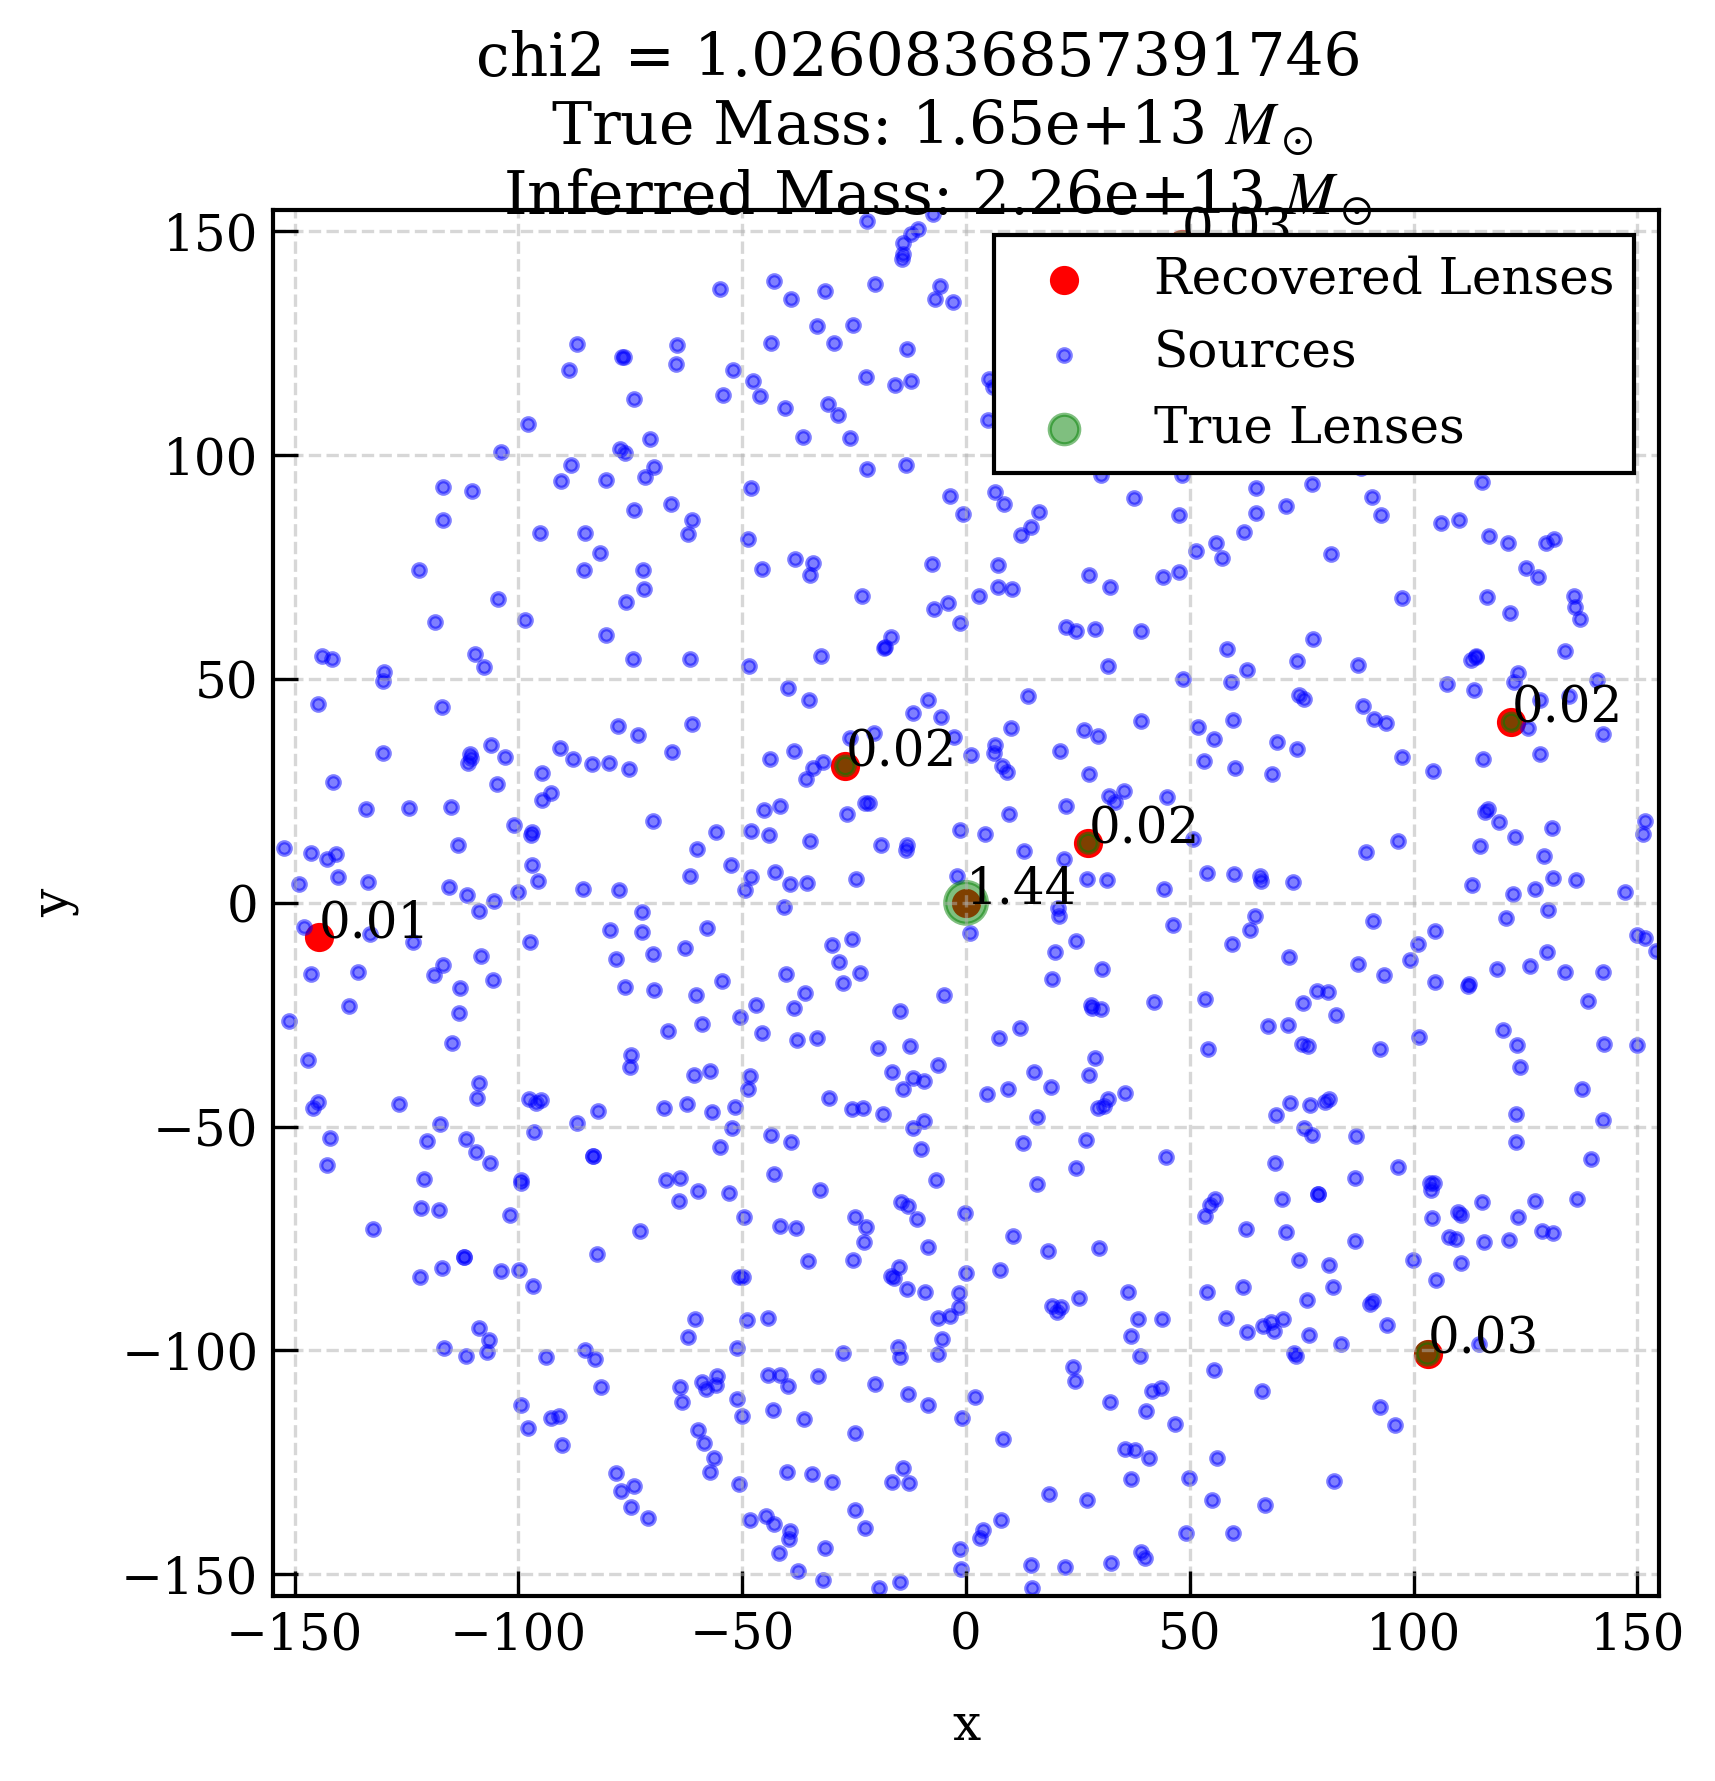 chi2 = 1.0260836857391746
True Mass: 1.65e+13 M⊙
Inferred Mass: 2.26e+13 M⊙
0.03
Recovered Lenses
Sources
True Lenses
150
100
50
0
−50
−100
−150
y
0.02
0.02
0.02
1.44
0.01
0.03
−150
−100
−50
0
50
100
150
x